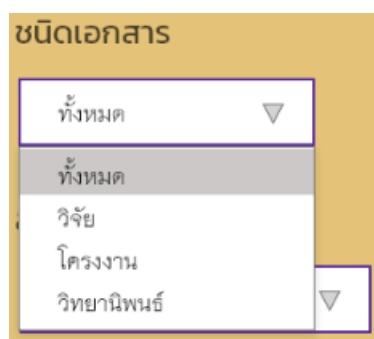 ชนิดเอกสาร
ทั้งหมด
ทั้งหมด
วิจัย
โครงงาน
วิทยานิพนธ์